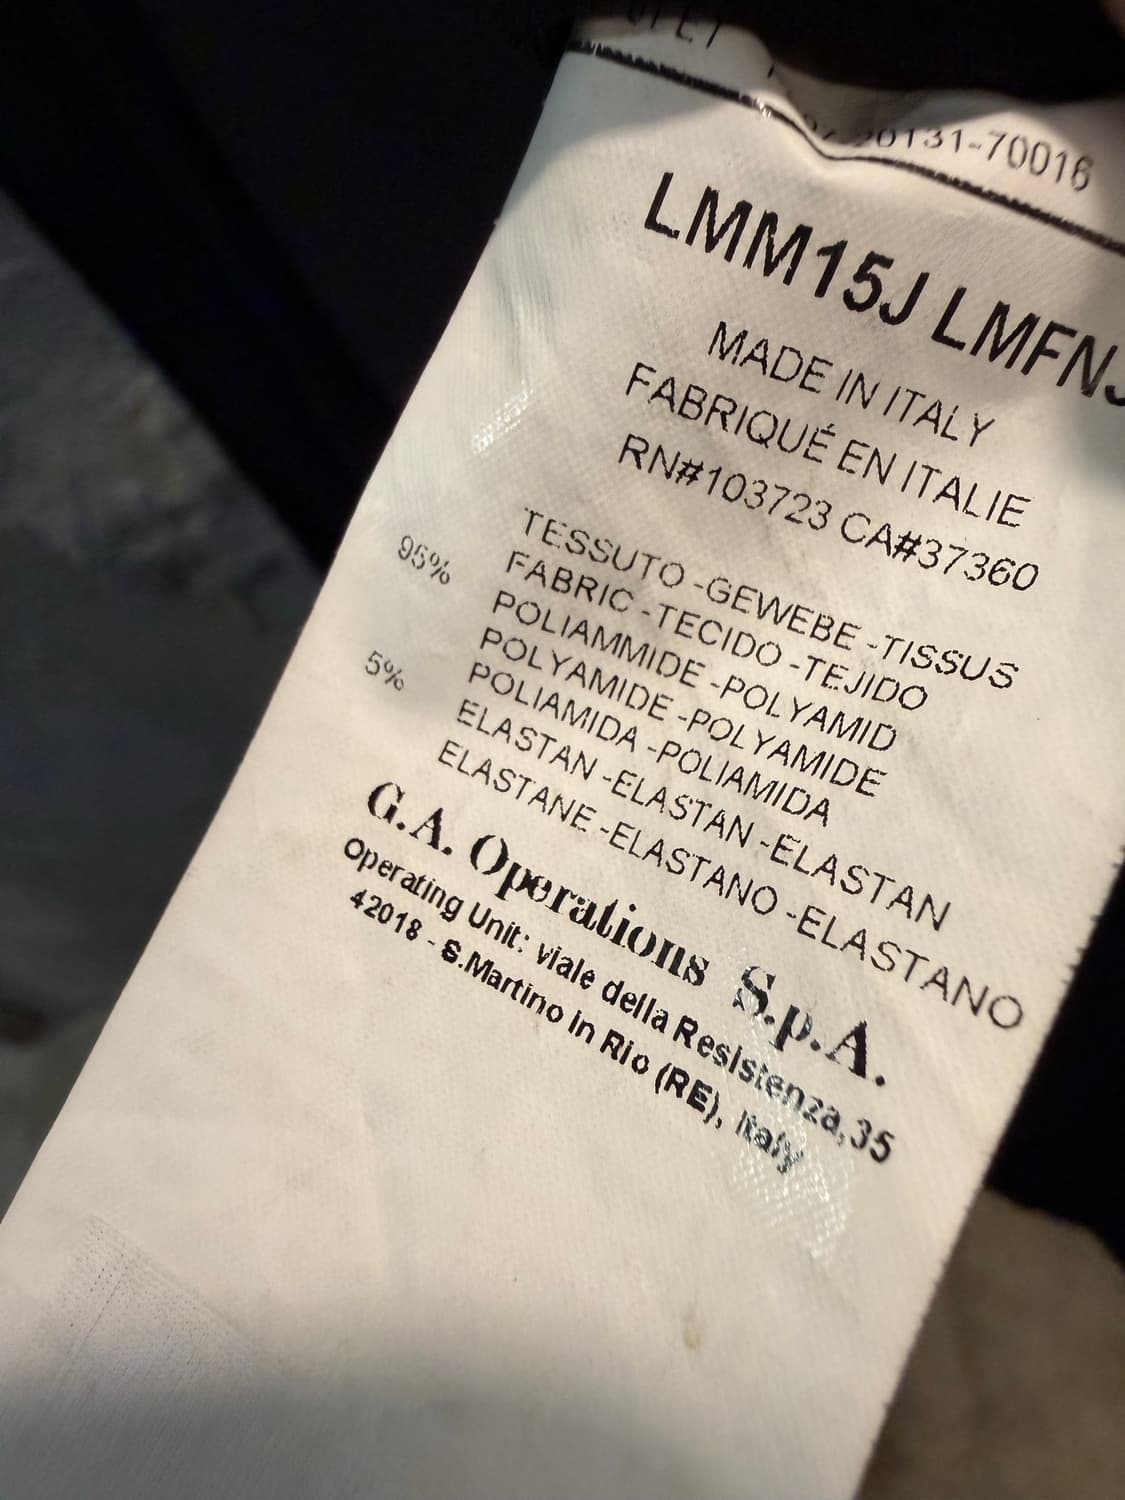 20131-70016
LMM15J LMFNJ
MADE IN ITALY
FABRIQUÉ EN ITALIE
RN#103723 CA#37360
TESSUTO -GEWEBE -TISSUS
FABRIC -TECIDO -TEJIDO
95% POLIAMMIDE -POLYAMID
POLYAMIDE -POLYAMIDE
POLIAMIDA -POLIAMIDA
5% ELASTAN -ELASTAN -ELASTAN
ELASTANE -ELASTANO -ELASTANO
G.A. Operations S.p.A.
Operating Unit: viale della Resistenza,35
42018 - S.Martino in Rio (RE), Italy